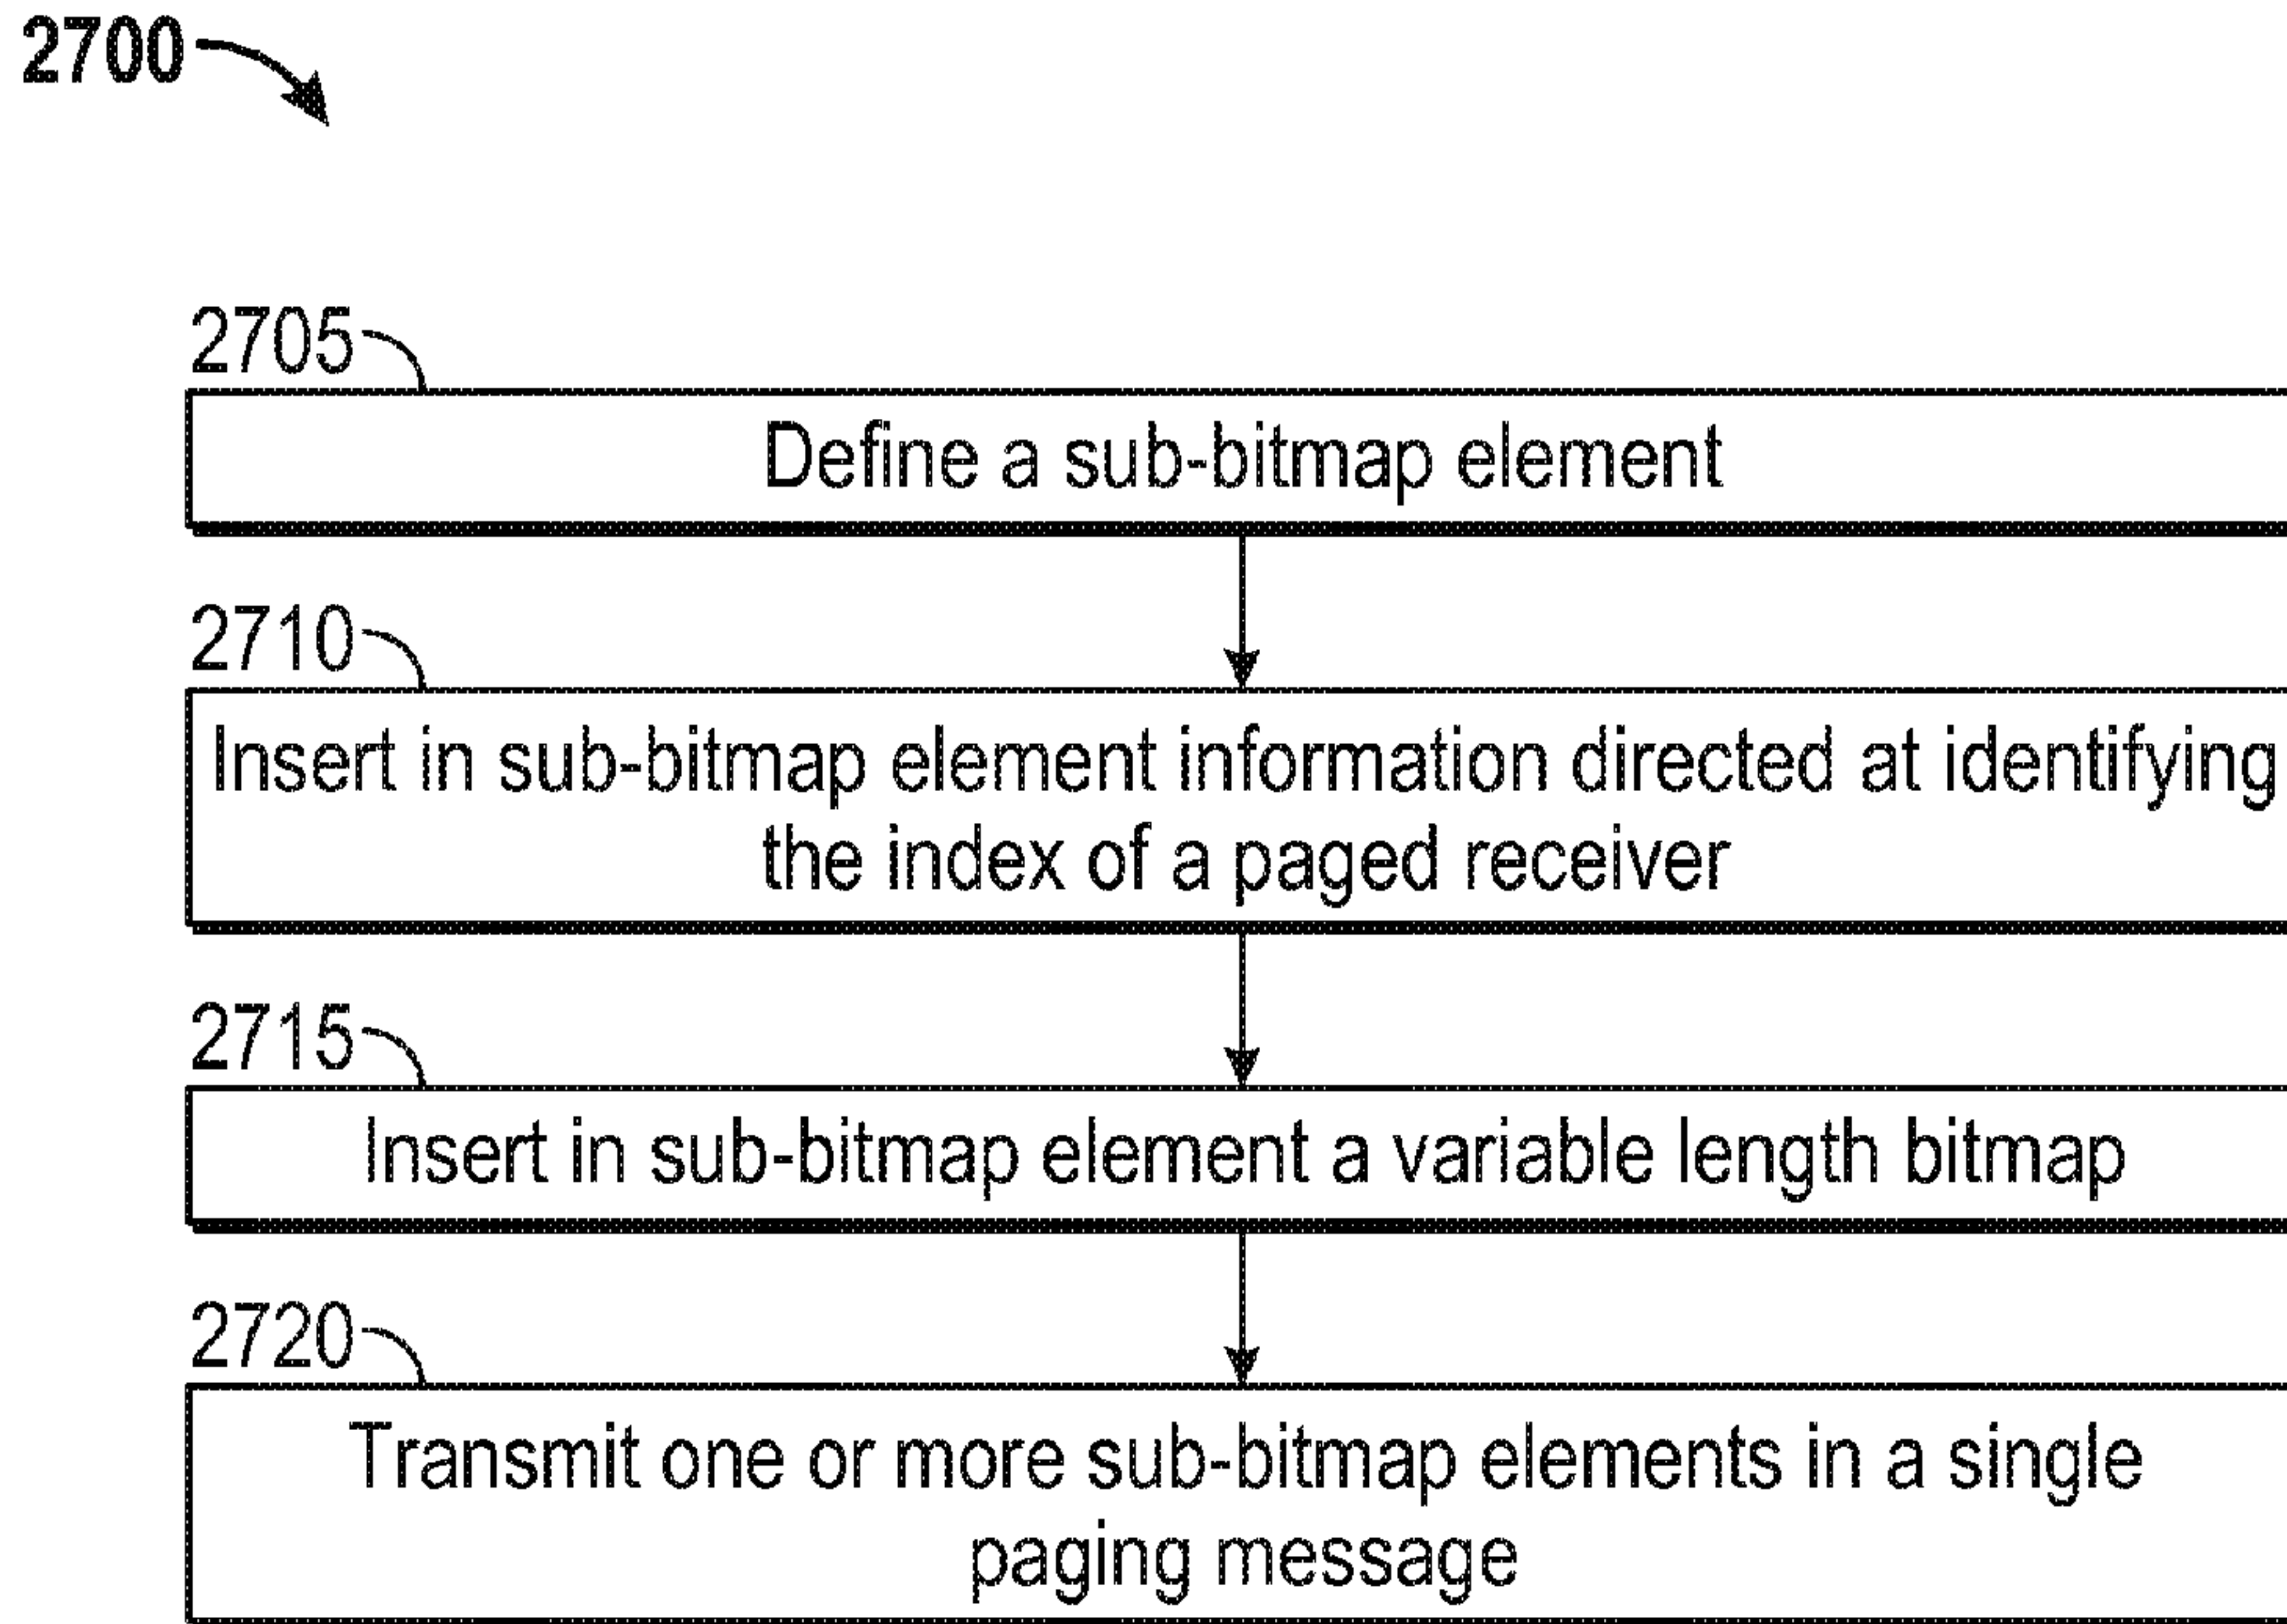 2700
2705
Define a sub-bitmap element
2710
Insert in sub-bitmap element information directed at identifying
the index of a paged receiver
2715
Insert in sub-bitmap element a variable length bitmap
2720
Transmit one or more sub-bitmap elements in a single
paging message